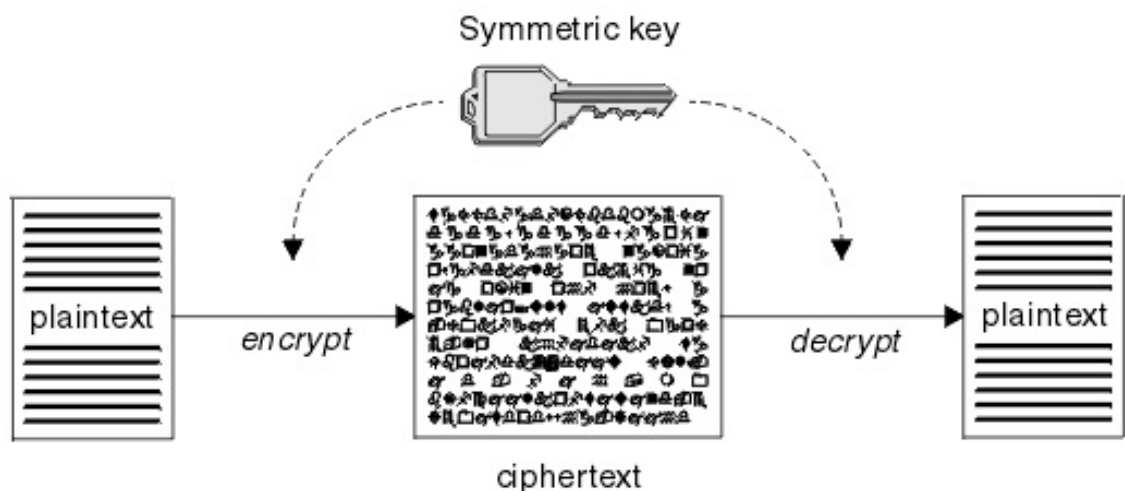 Symmetric key
plaintext
encrypt
decrypt
plaintext
ciphertext